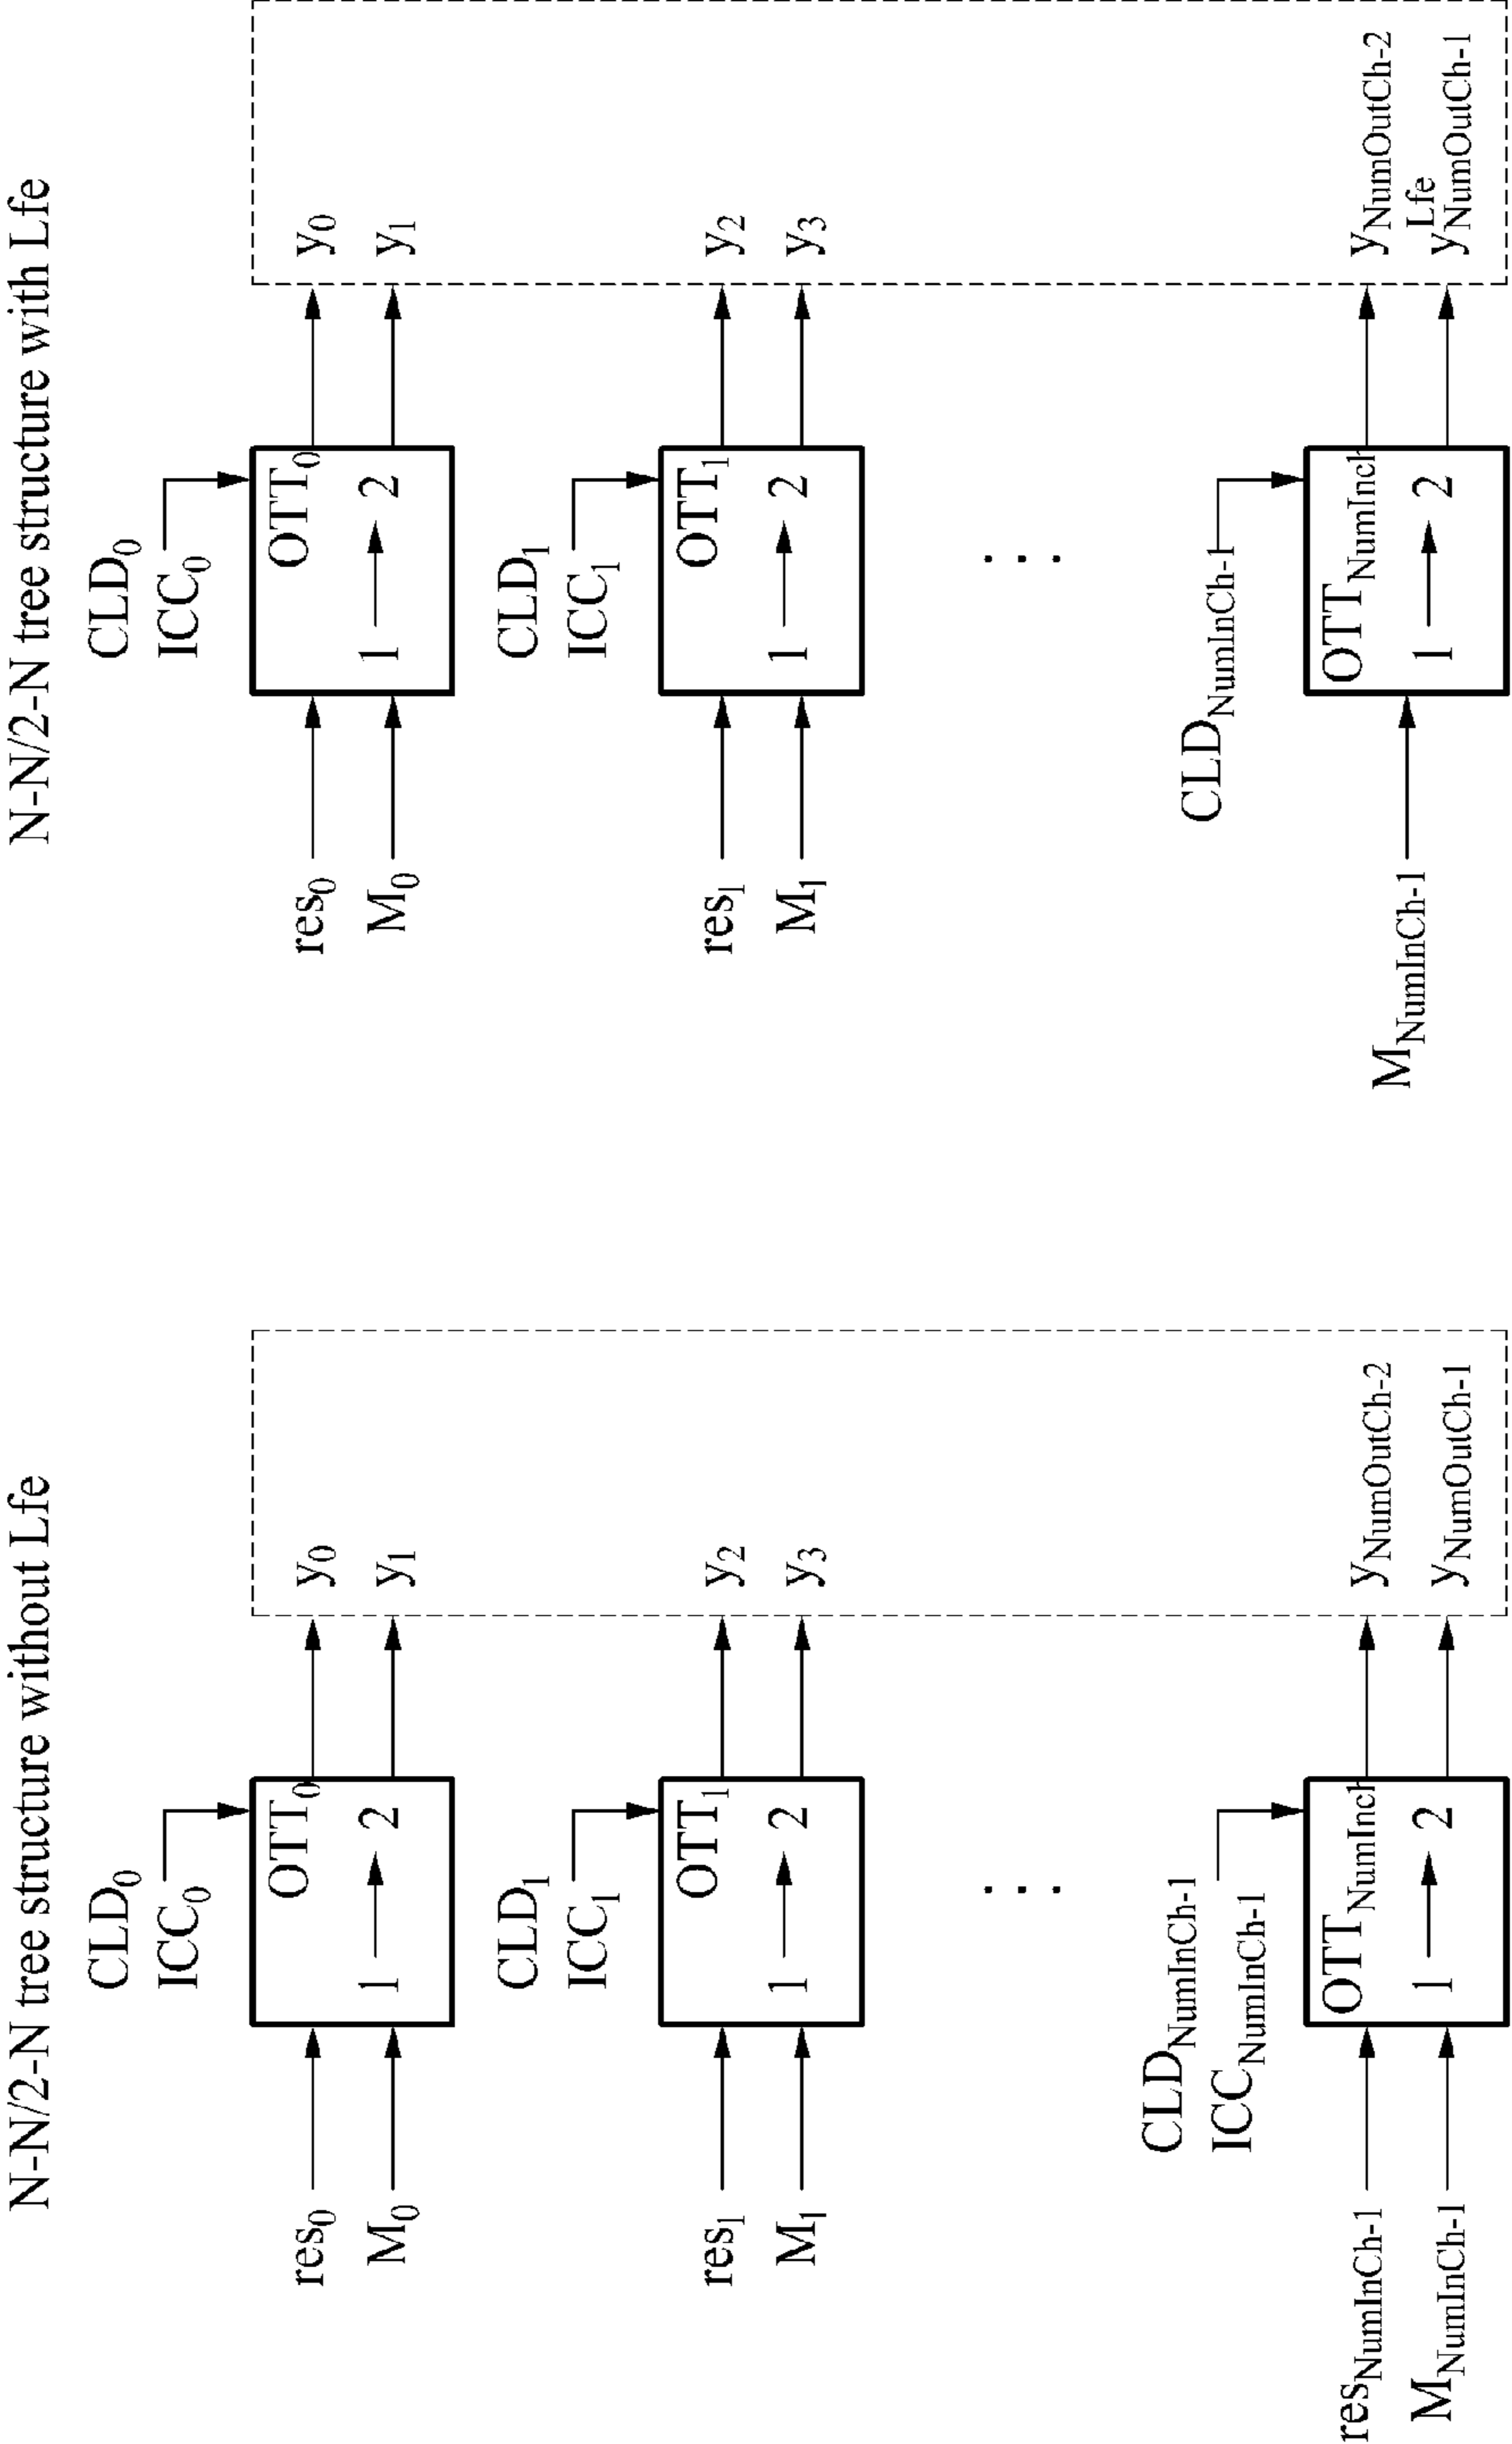 N-N/2-N tree structure without Lfe
CLD0
ICC0
res0
M0
OTT0
1 2
y0
y1
CLD1
ICC1
res1
M1
OTT1
1 2
y2
y3
...
CLDNumInCh-1
ICCNumInCh-1
resNumInCh-1
MNumInCh-1
OTTNumInch
1 2
yNumOutCh-2
yNumOutCh-1
N-N/2-N tree structure with Lfe
CLD0
ICC0
res0
M0
OTT0
1 2
y0
y1
CLD1
ICC1
res1
M1
OTT1
1 2
y2
y3
...
CLDNumInCh-1
MNumInCh-1
OTTNumInch
1 2
yNumOutCh-2
Lfe
yNumOutCh-1